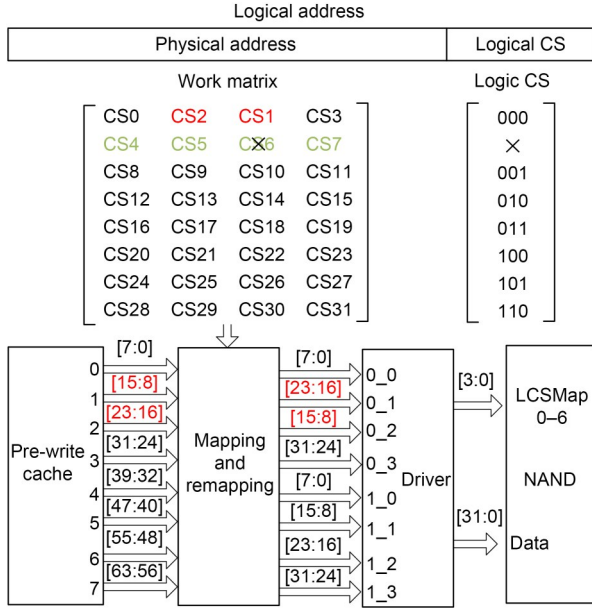 Logical address
Physical address Logical CS
Work matrix Logic CS
CS0 CS2 CS1 CS3 000
CS4 CS5 CS6 CS7 ×
CS8 CS9 CS10 CS11 001
CS12 CS13 CS14 CS15 010
CS16 CS17 CS18 CS19 011
CS20 CS21 CS22 CS23 100
CS24 CS25 CS26 CS27 101
CS28 CS29 CS30 CS31 110
Pre-write
cache
0 [7:0]
1 [15:8]
2 [23:16]
3 [31:24]
4 [39:32]
5 [47:40]
6 [55:48]
7 [63:56]
Mapping
and
remapping
[7:0] 0_0
[23:16] 0_1
[15:8] 0_2
[31:24] 0_3
[7:0] 1_0
[15:8] 1_1
[23:16] 1_2
[31:24] 1_3
Driver
[3:0]
[31:0]
LCSMap
0–6
NAND
Data